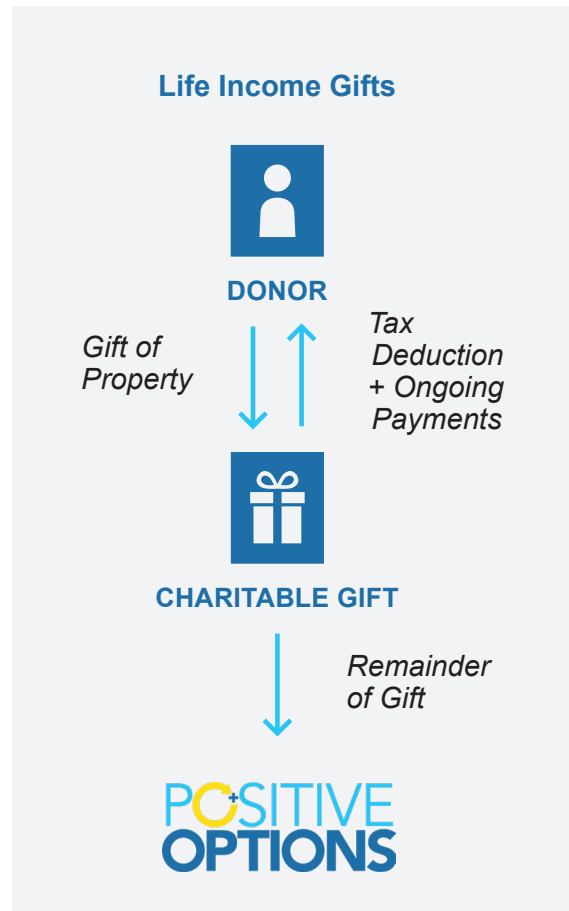 Life Income Gifts
DONOR
Gift of
Property
Tax
Deduction
+ Ongoing
Payments
CHARITABLE GIFT
Remainder
of Gift
POSITIVE
OPTIONS